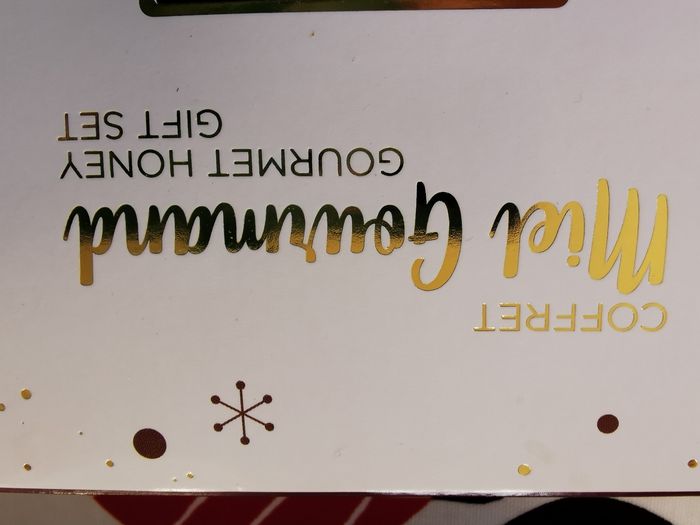 COFFRET
Miel Gourmand
GOURMET HONEY
GIFT SET